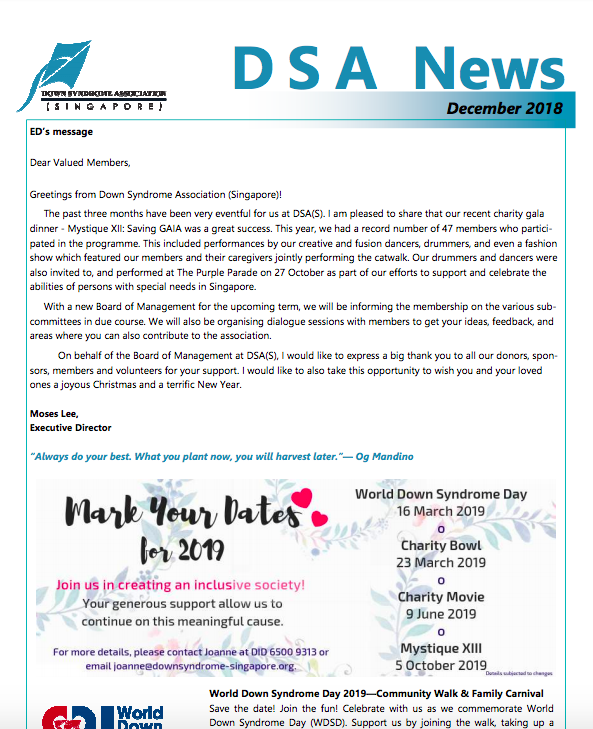 DOWN SYNDROME ASSOCIATION
(SINGAPORE)
DSA News
December 2018
ED's message
Dear Valued Members,
Greetings from Down Syndrome Association (Singapore)!
The past three months have been very eventful for us at DSA(S). I am pleased to share that our recent charity gala
dinner - Mystique XII: Saving GAIA was a great success. This year, we had a record number of 47 members who partici-
pated in the programme. This included performances by our creative and fusion dancers, drummers, and even a fashion
show which featured our members and their caregivers jointly performing the catwalk. Our drummers and dancers were
also invited to, and performed at The Purple Parade on 27 October as part of our efforts to support and celebrate the
abilities of persons with special needs in Singapore.
With a new Board of Management for the upcoming term, we will be informing the membership on the various sub-
committees in due course. We will also be organising dialogue sessions with members to get your ideas, feedback, and
areas where you can also contribute to the association.
On behalf of the Board of Management at DSA(S), I would like to express a big thank you to all our donors, spon-
sors, members and volunteers for your support. I would like to also take this opportunity to wish you and your loved
ones a joyous Christmas and a terrific New Year.
Moses Lee,
Executive Director
"Always do your best. What you plant now, you will harvest later."— Og Mandino
Mark Your Dates
for 2019
Join us in creating an inclusive society!
Your generous support allow us to
continue on this meaningful cause.
For more details, please contact Joanne at DID 6500 9313 or
email joanne@downsyndrome-singapore.org.
World Down Syndrome Day
16 March 2019
o
Charity Bowl
23 March 2019
o
Charity Movie
9 June 2019
o
Mystique XIII
5 October 2019
Details subjected to changes
World
Down
World Down Syndrome Day 2019—Community Walk & Family Carnival
Save the date! Join the fun! Celebrate with us as we commemorate World
Down Syndrome Day (WDSD). Support us by joining the walk, taking up a